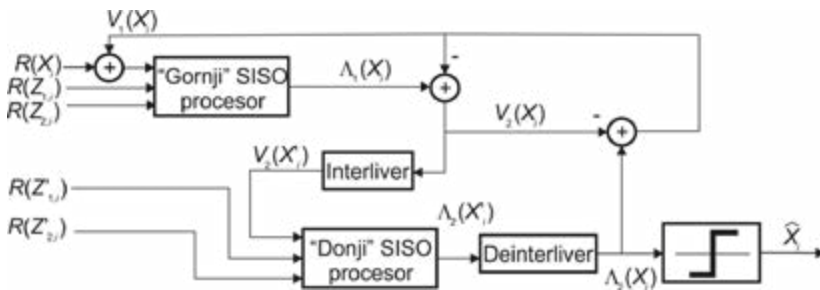 V₁(Xᵢ)
R(Xᵢ)
R(Z₁,ᵢ)
R(Z₂,ᵢ)
"Gornji" SISO
procesor
Λ₁(Xᵢ)
-
V₂(Xᵢ)
-
V₂(X'ᵢ)
Interliver
R(Z'₁,ᵢ)
R(Z'₂,ᵢ)
"Donji" SISO
procesor
Λ₂(X'ᵢ)
Deinterliver
Λ₂(Xᵢ)
X̂ᵢ